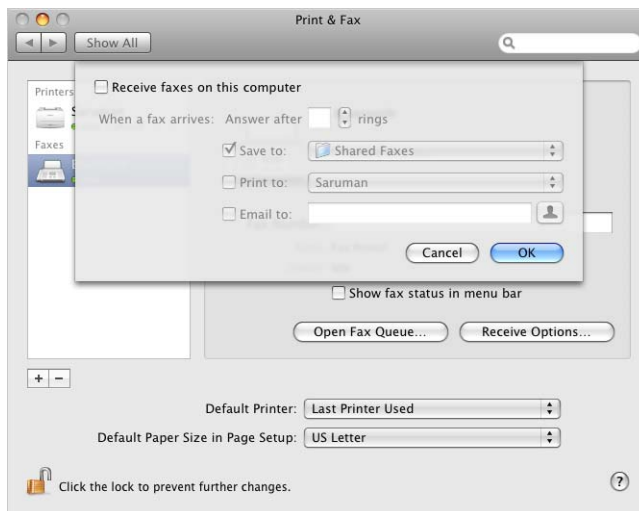 Print & Fax
Show All
Printers
Receive faxes on this computer
When a fax arrives: Answer after rings
Faxes
Save to: Shared Faxes
Print to: Saruman
Email to:
Cancel OK
Show fax status in menu bar
Open Fax Queue... Receive Options...
+ −
Default Printer: Last Printer Used
Default Paper Size in Page Setup: US Letter
Click the lock to prevent further changes.
?